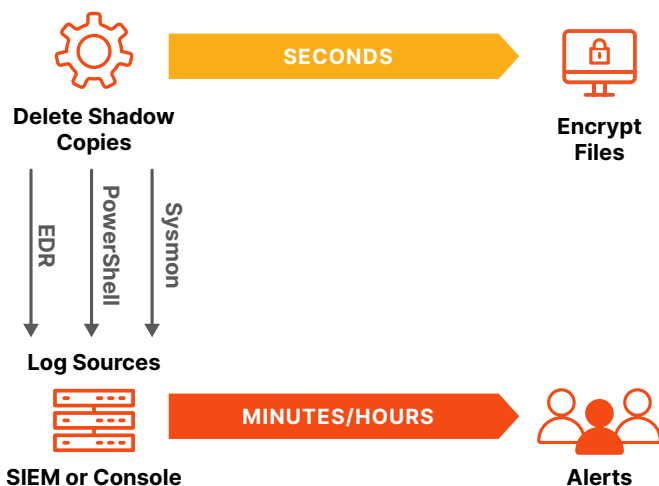 SECONDS
Delete Shadow
Copies
Encrypt
Files
EDR
PowerShell
Sysmon
Log Sources
MINUTES/HOURS
SIEM or Console
Alerts